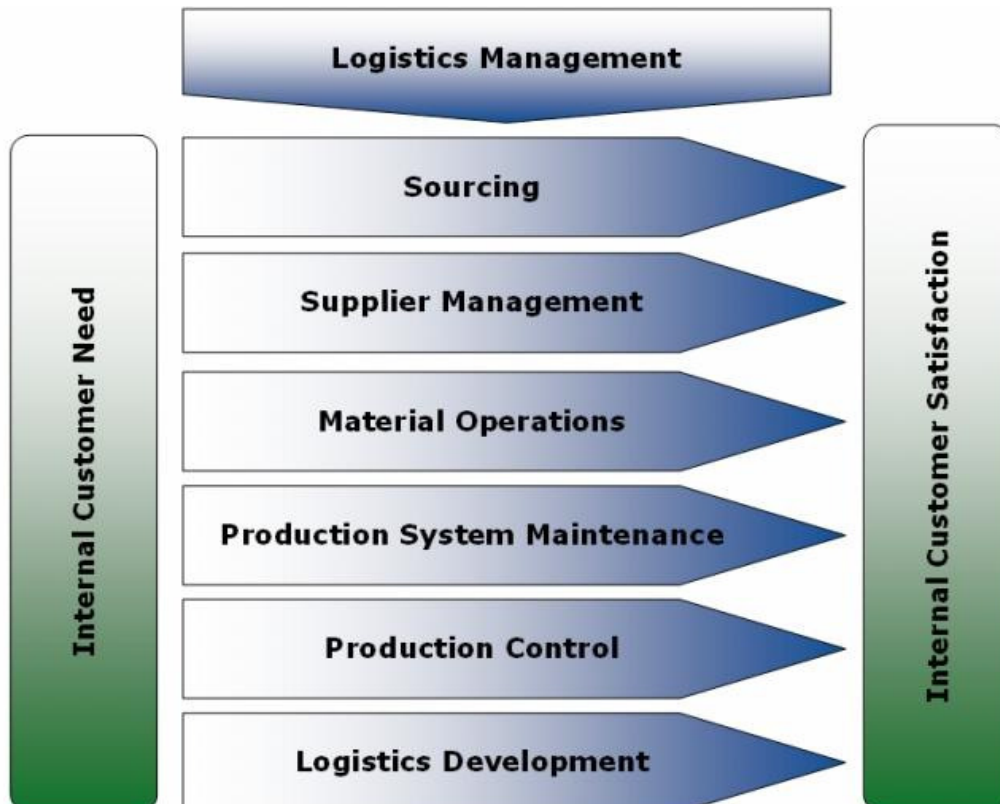 Logistics Management
Internal Customer Need
Sourcing
Supplier Management
Material Operations
Production System Maintenance
Production Control
Logistics Development
Internal Customer Satisfaction